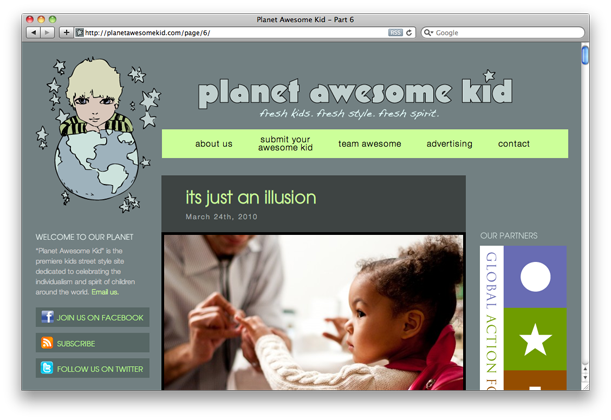 Planet Awesome Kid – Part 6
http://planetawesomekid.com/page/6/
RSS
Google
planet awesome kid
fresh kids. fresh style. fresh spirit.
about us
submit your
awesome kid
team awesome
advertising
contact
its just an illusion
March 24th, 2010
WELCOME TO OUR PLANET
"Planet Awesome Kid" is the
premiere kids street style site
dedicated to celebrating the
individualism and spirit of children
around the world. Email us.
JOIN US ON FACEBOOK
SUBSCRIBE
FOLLOW US ON TWITTER
OUR PARTNERS
GLOBAL ACTION FO